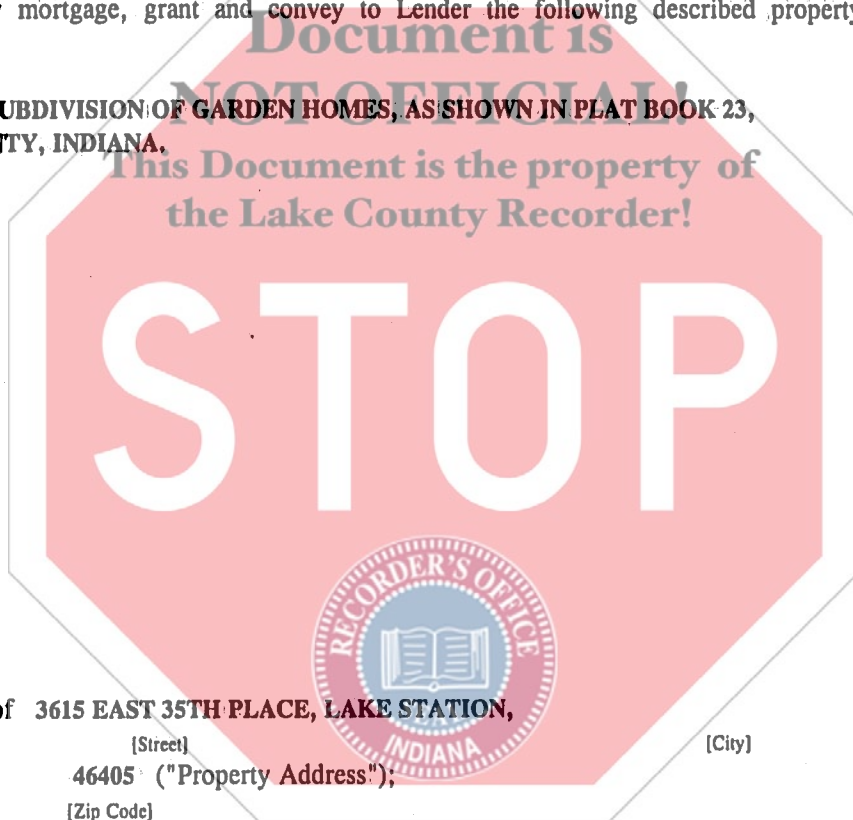 mortgage, grant and convey to Lender the following described property
Document is
NOT OFFICIAL!
UBDIVISION OF GARDEN HOMES, AS SHOWN IN PLAT BOOK 23,
TY, INDIANA.
This Document is the property of
the Lake County Recorder!
STOP
RECORDER'S OFFICE
of 3615 EAST 35TH PLACE, LAKE STATION,
SEAL
INDIANA
[Street] [City]
46405 ("Property Address");
[Zip Code]